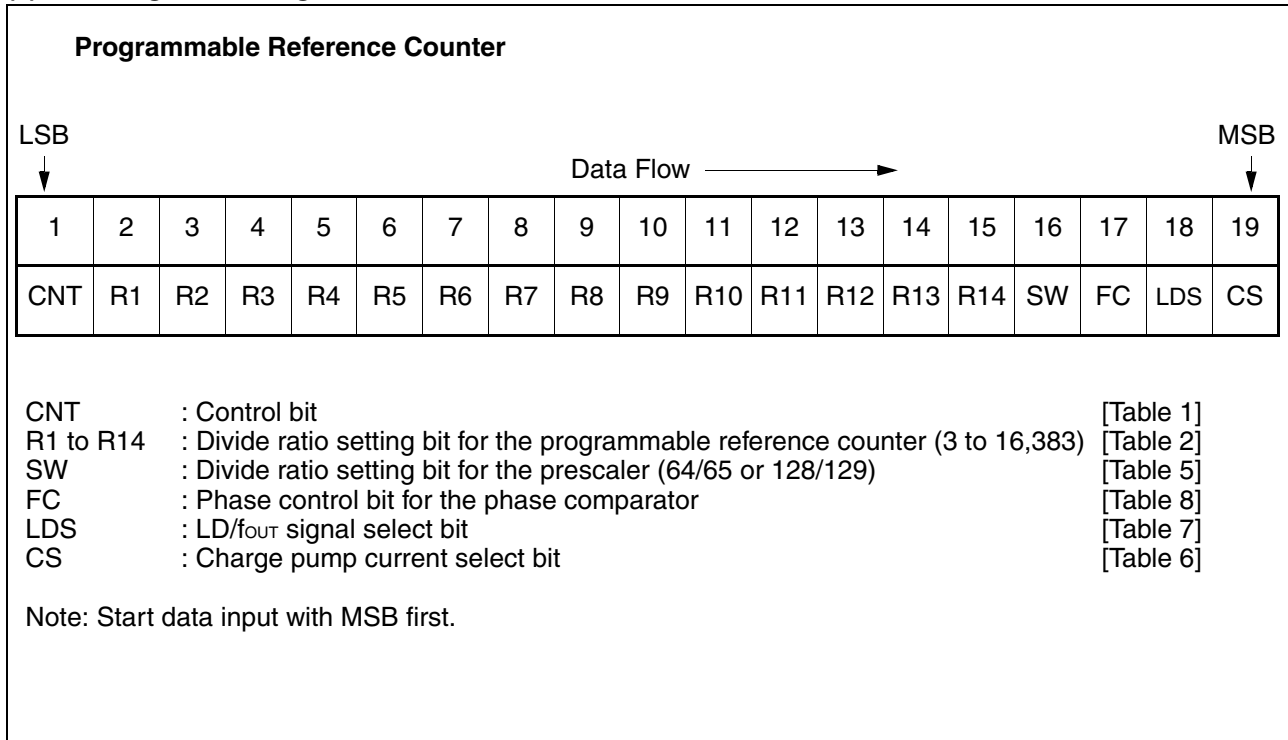 Programmable Reference Counter
LSB MSB
Data Flow
1 2 3 4 5 6 7 8 9 10 11 12 13 14 15 16 17 18 19
CNT R1 R2 R3 R4 R5 R6 R7 R8 R9 R10 R11 R12 R13 R14 SW FC LDS CS
CNT : Control bit [Table 1]
R1 to R14 : Divide ratio setting bit for the programmable reference counter (3 to 16,383) [Table 2]
SW : Divide ratio setting bit for the prescaler (64/65 or 128/129) [Table 5]
FC : Phase control bit for the phase comparator [Table 8]
LDS : LD/fOUT signal select bit [Table 7]
CS : Charge pump current select bit [Table 6]
Note: Start data input with MSB first.